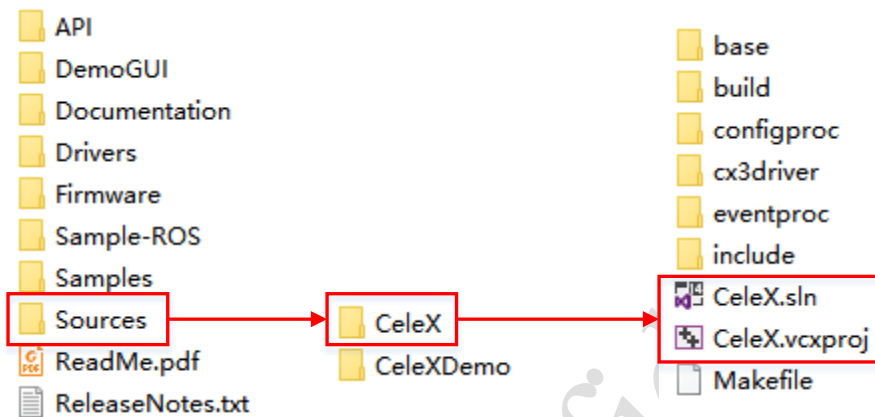 API
DemoGUI
Documentation
Drivers
Firmware
Sample-ROS
Samples
Sources
ReadMe.pdf
ReleaseNotes.txt
CeleX
CeleXDemo
base
build
configproc
cx3driver
eventproc
include
CeleX.sln
CeleX.vcxproj
Makefile